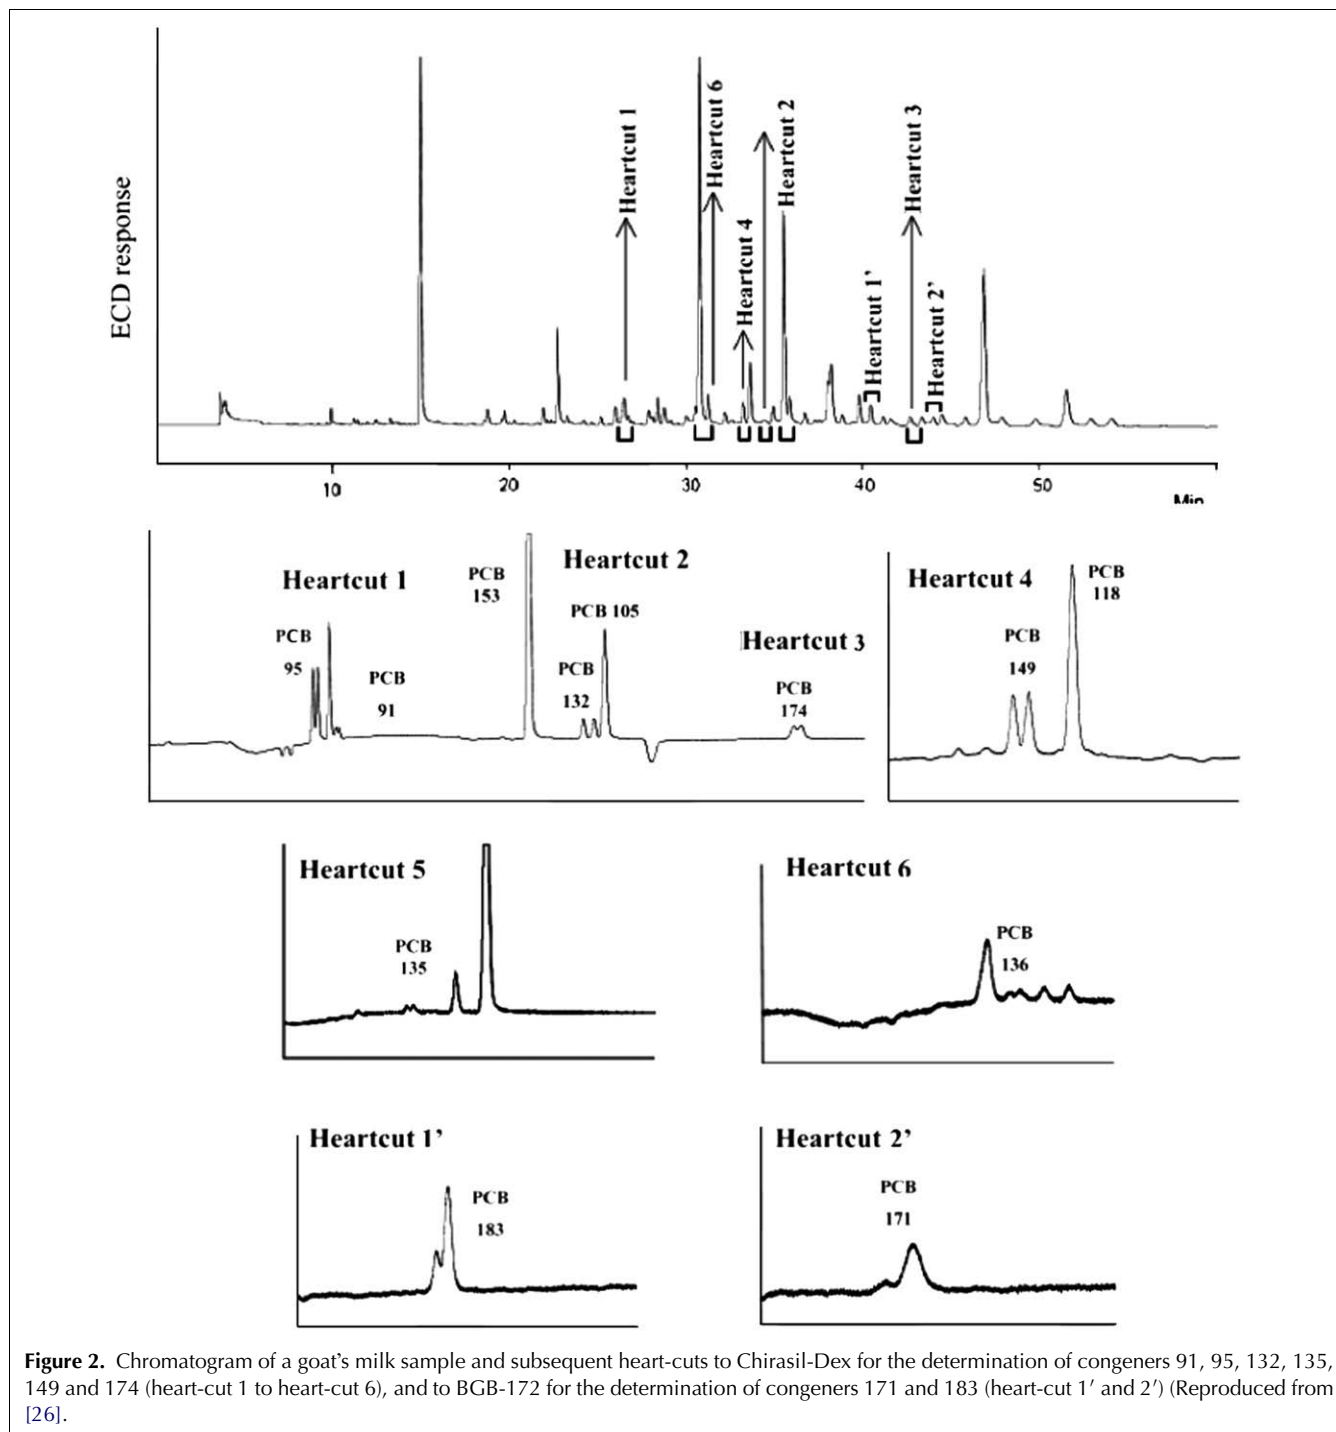 ECD response
Heartcut 1
Heartcut 6
Heartcut 4
Heartcut 2
Heartcut 1’
Heartcut 3
Heartcut 2’
10
20
30
40
50
Min
Heartcut 1
PCB
95
PCB
91
PCB
153
Heartcut 2
PCB 105
PCB
132
Heartcut 3
PCB
174
Heartcut 4
PCB
149
PCB
118
Heartcut 5
PCB
135
Heartcut 6
PCB
136
Heartcut 1’
PCB
183
Heartcut 2’
PCB
171
Figure 2. Chromatogram of a goat’s milk sample and subsequent heart-cuts to Chirasil-Dex for the determination of congeners 91, 95, 132, 135,
149 and 174 (heart-cut 1 to heart-cut 6), and to BGB-172 for the determination of congeners 171 and 183 (heart-cut 1′ and 2′) (Reproduced from
[26].